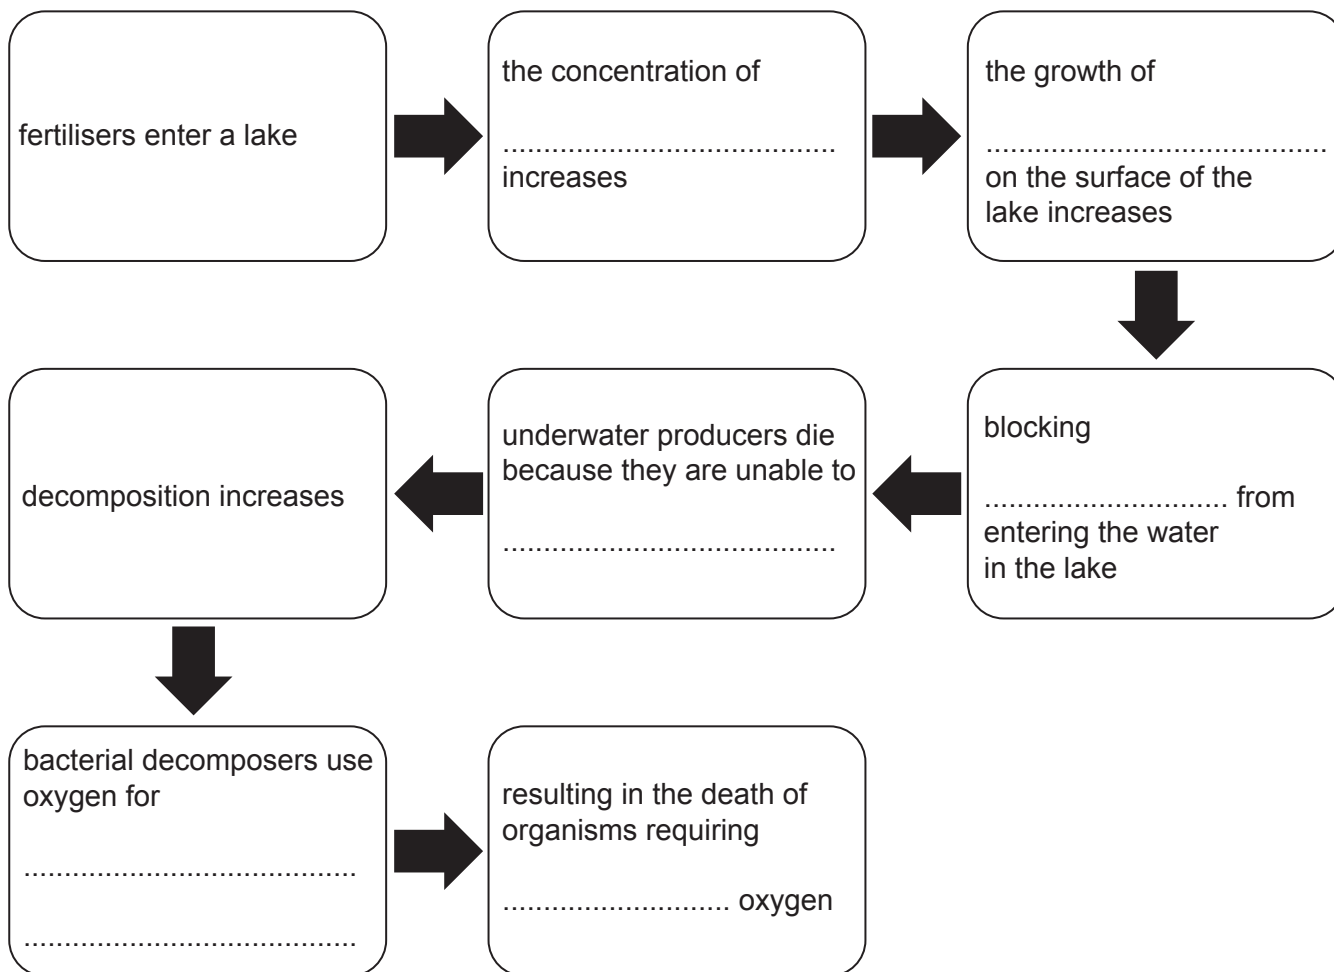 fertilisers enter a lake
the concentration of
........................................
increases
the growth of
.........................................
on the surface of the
lake increases
blocking
.............................. from
entering the water
in the lake
underwater producers die
because they are unable to
........................................
decomposition increases
bacterial decomposers use
oxygen for
........................................
........................................
resulting in the death of
organisms requiring
............................ oxygen